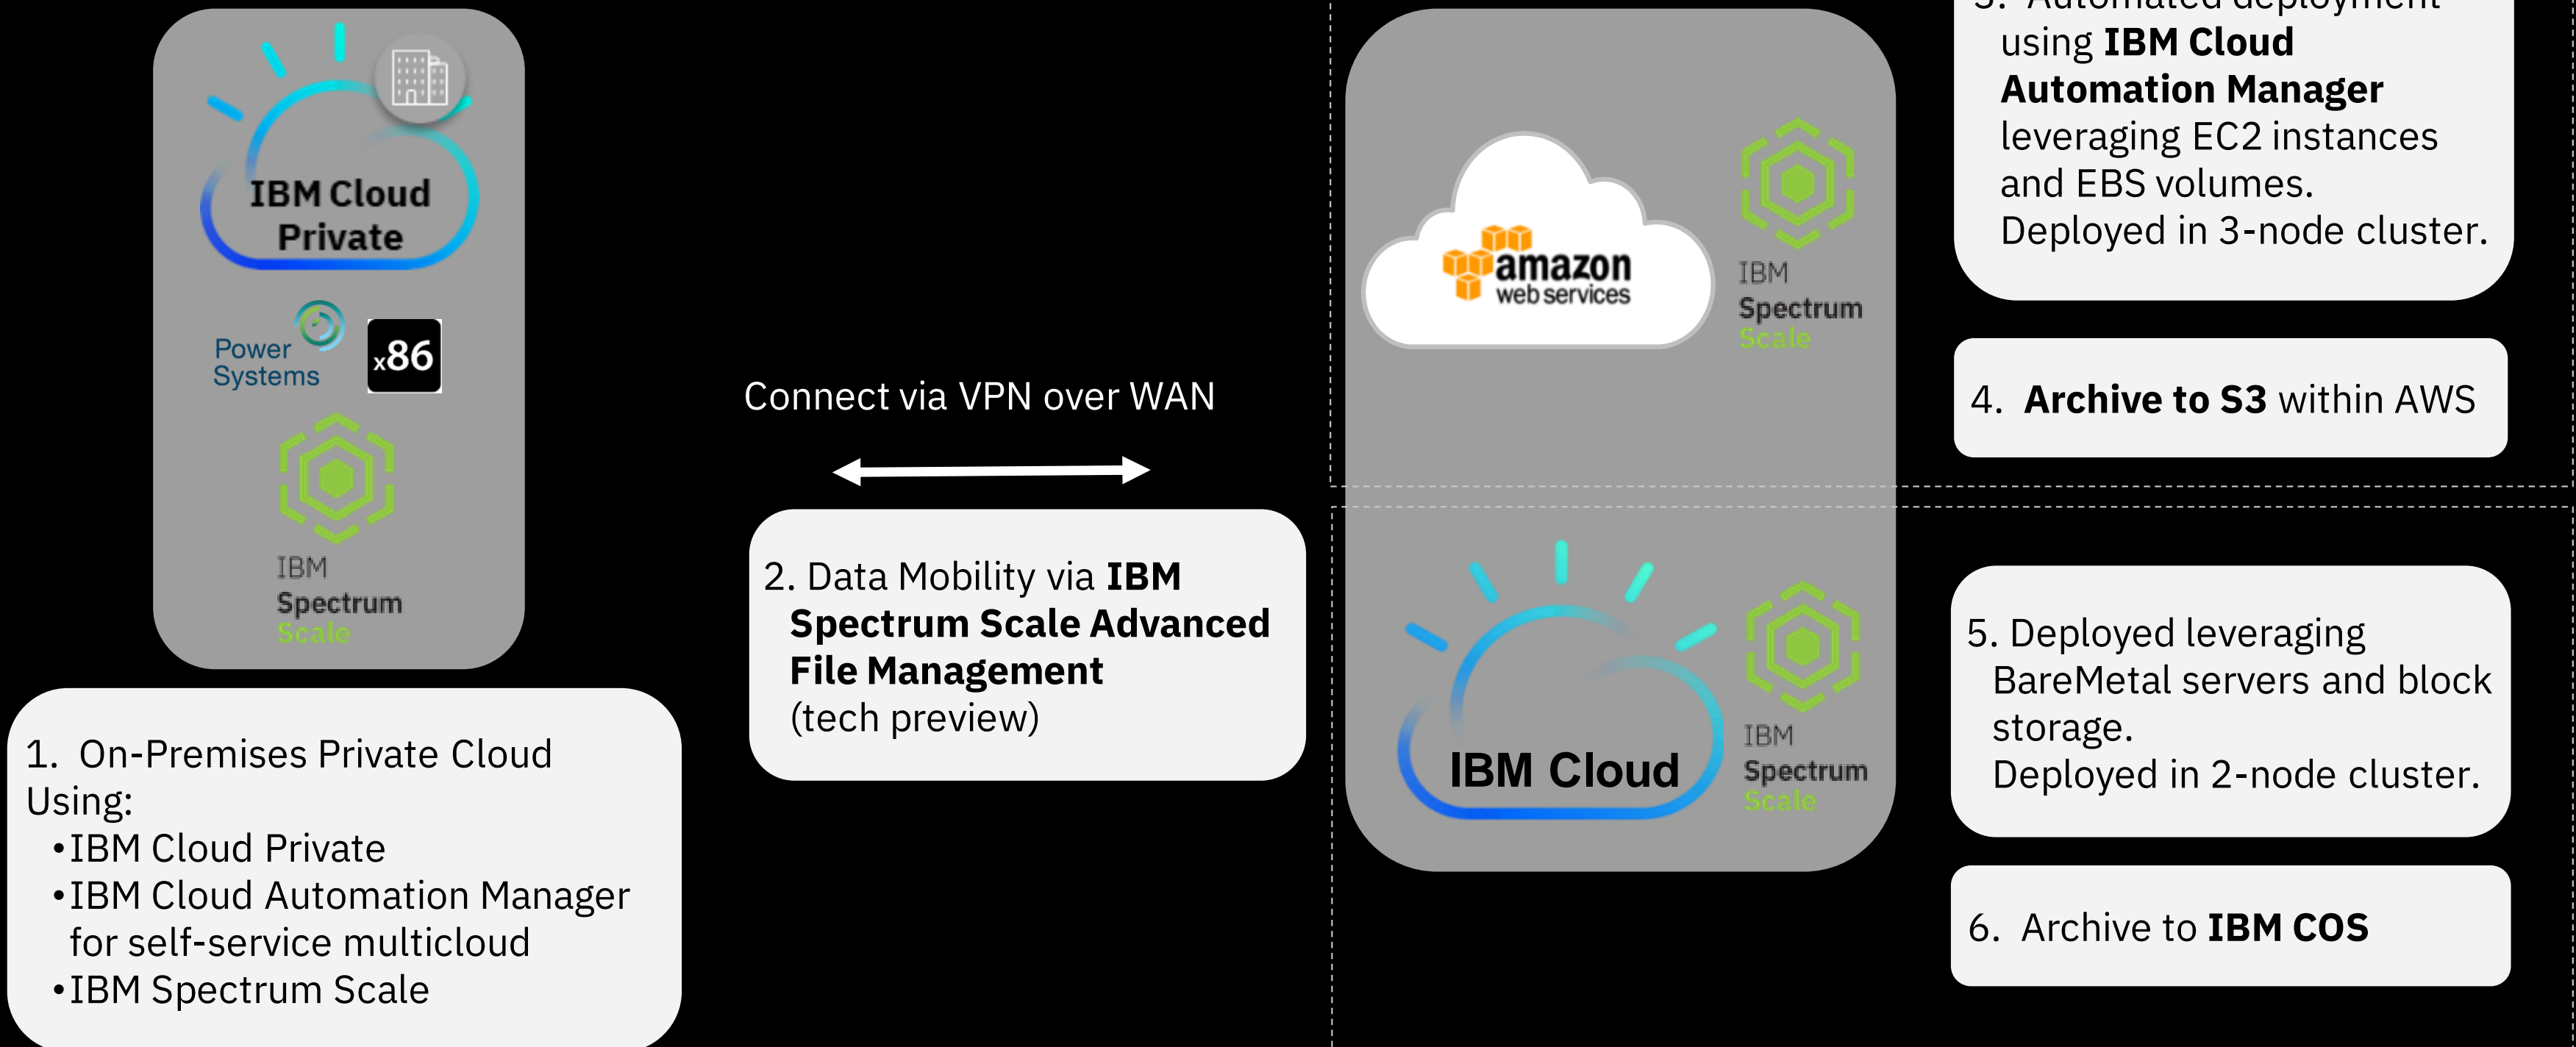 IBM Cloud
Private
Power
Systems
x86
IBM
Spectrum
Scale
1. On-Premises Private Cloud
Using:
•IBM Cloud Private
•IBM Cloud Automation Manager
for self-service multicloud
•IBM Spectrum Scale
Connect via VPN over WAN
2. Data Mobility via IBM
Spectrum Scale Advanced
File Management
(tech preview)
amazon
web services
IBM
Spectrum
Scale
3. Automated deployment
using IBM Cloud
Automation Manager
leveraging EC2 instances
and EBS volumes.
Deployed in 3-node cluster.
4. Archive to S3 within AWS
IBM Cloud
IBM
Spectrum
Scale
5. Deployed leveraging
BareMetal servers and block
storage.
Deployed in 2-node cluster.
6. Archive to IBM COS